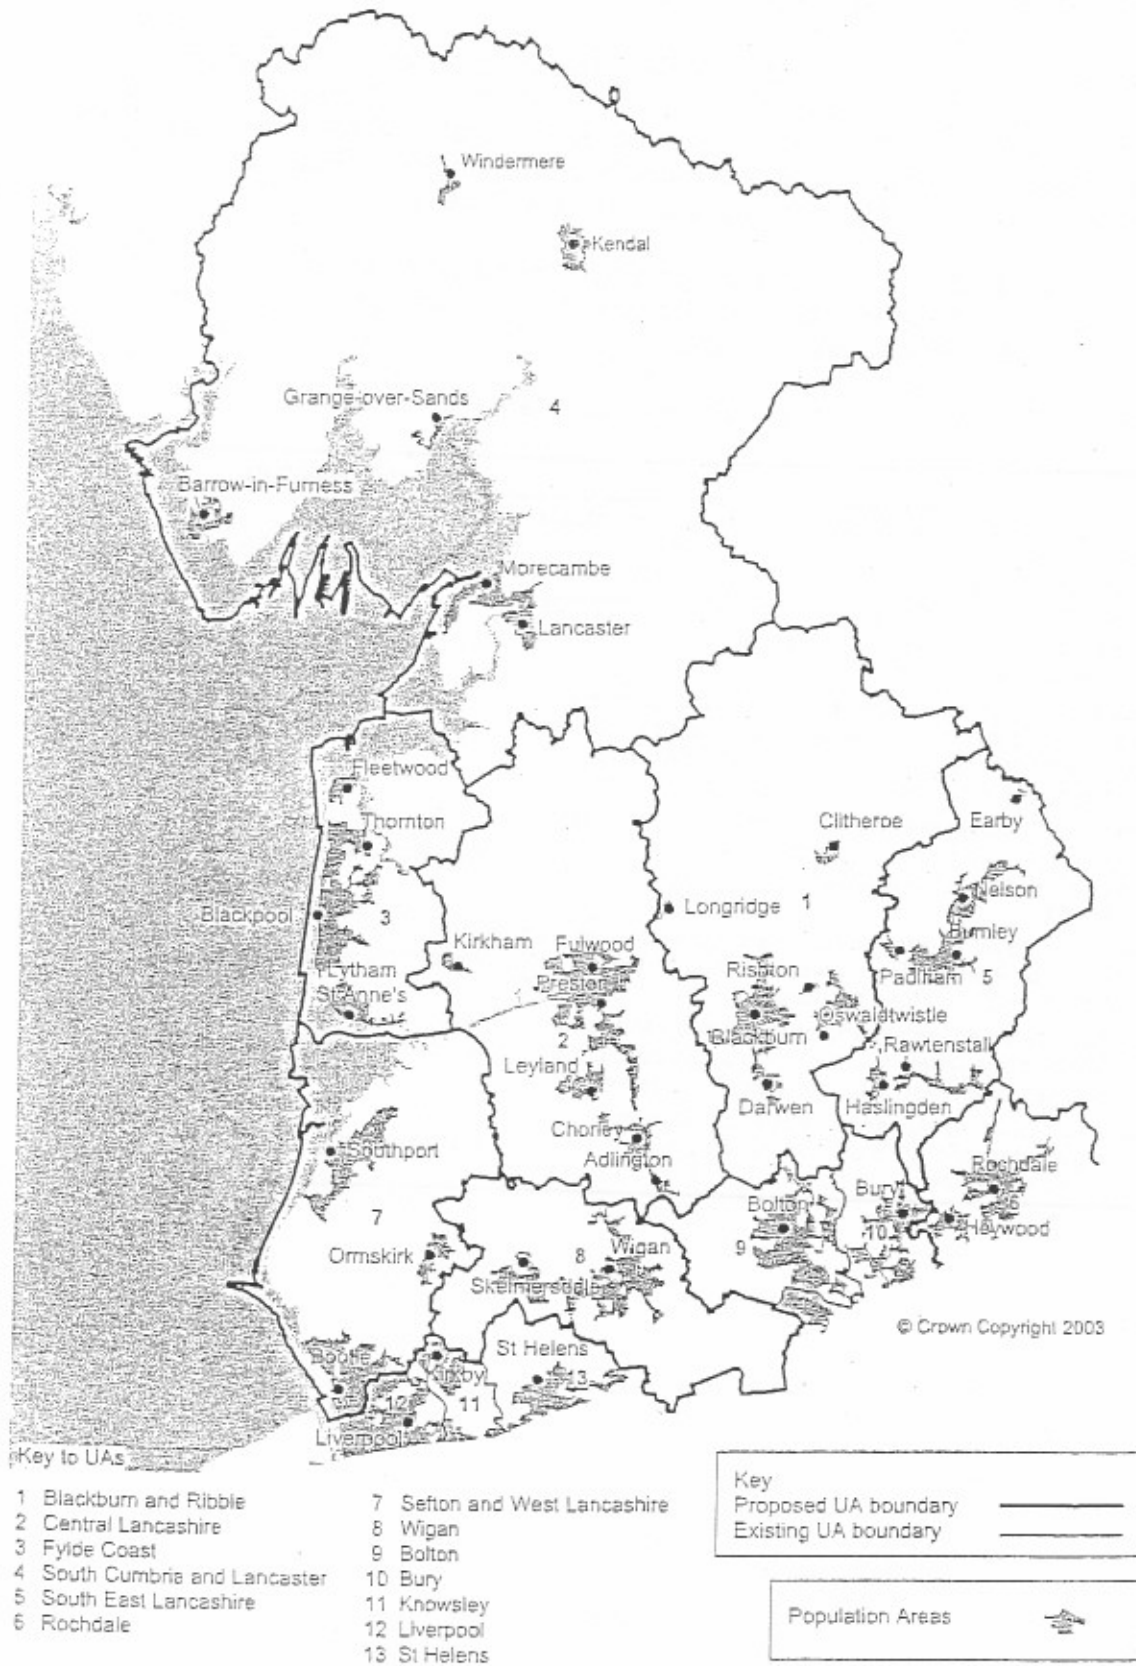 Windermere
Kendal
Grange-over-Sands
4
Barrow-in-Furness
Morecambe
Lancaster
Fleetwood
Thornton
Clitheroe
Earby
Nelson
Blackpool
3
Longridge
1
Burnley
Kirkham
Fulwood
Lytham
Rishton
Padiham
5
St Anne's
Preston
Oswaldtwistle
2
Blackburn
Rawtenstall
Leyland
1
Darwen
Haslingden
Chorley
Southport
Adlington
Rochdale
Bury
6
7
Bolton
10
Heywood
Ormskirk
8
Wigan
9
Skelmersdale
© Crown Copyright 2003
St Helens
Bootle
Kirkby
13
12
11
Liverpool
Key to UAs
1 Blackburn and Ribble
2 Central Lancashire
3 Fylde Coast
4 South Cumbria and Lancaster
5 South East Lancashire
6 Rochdale
7 Sefton and West Lancashire
8 Wigan
9 Bolton
10 Bury
11 Knowsley
12 Liverpool
13 St Helens
Key
Proposed UA boundary
Existing UA boundary
Population Areas